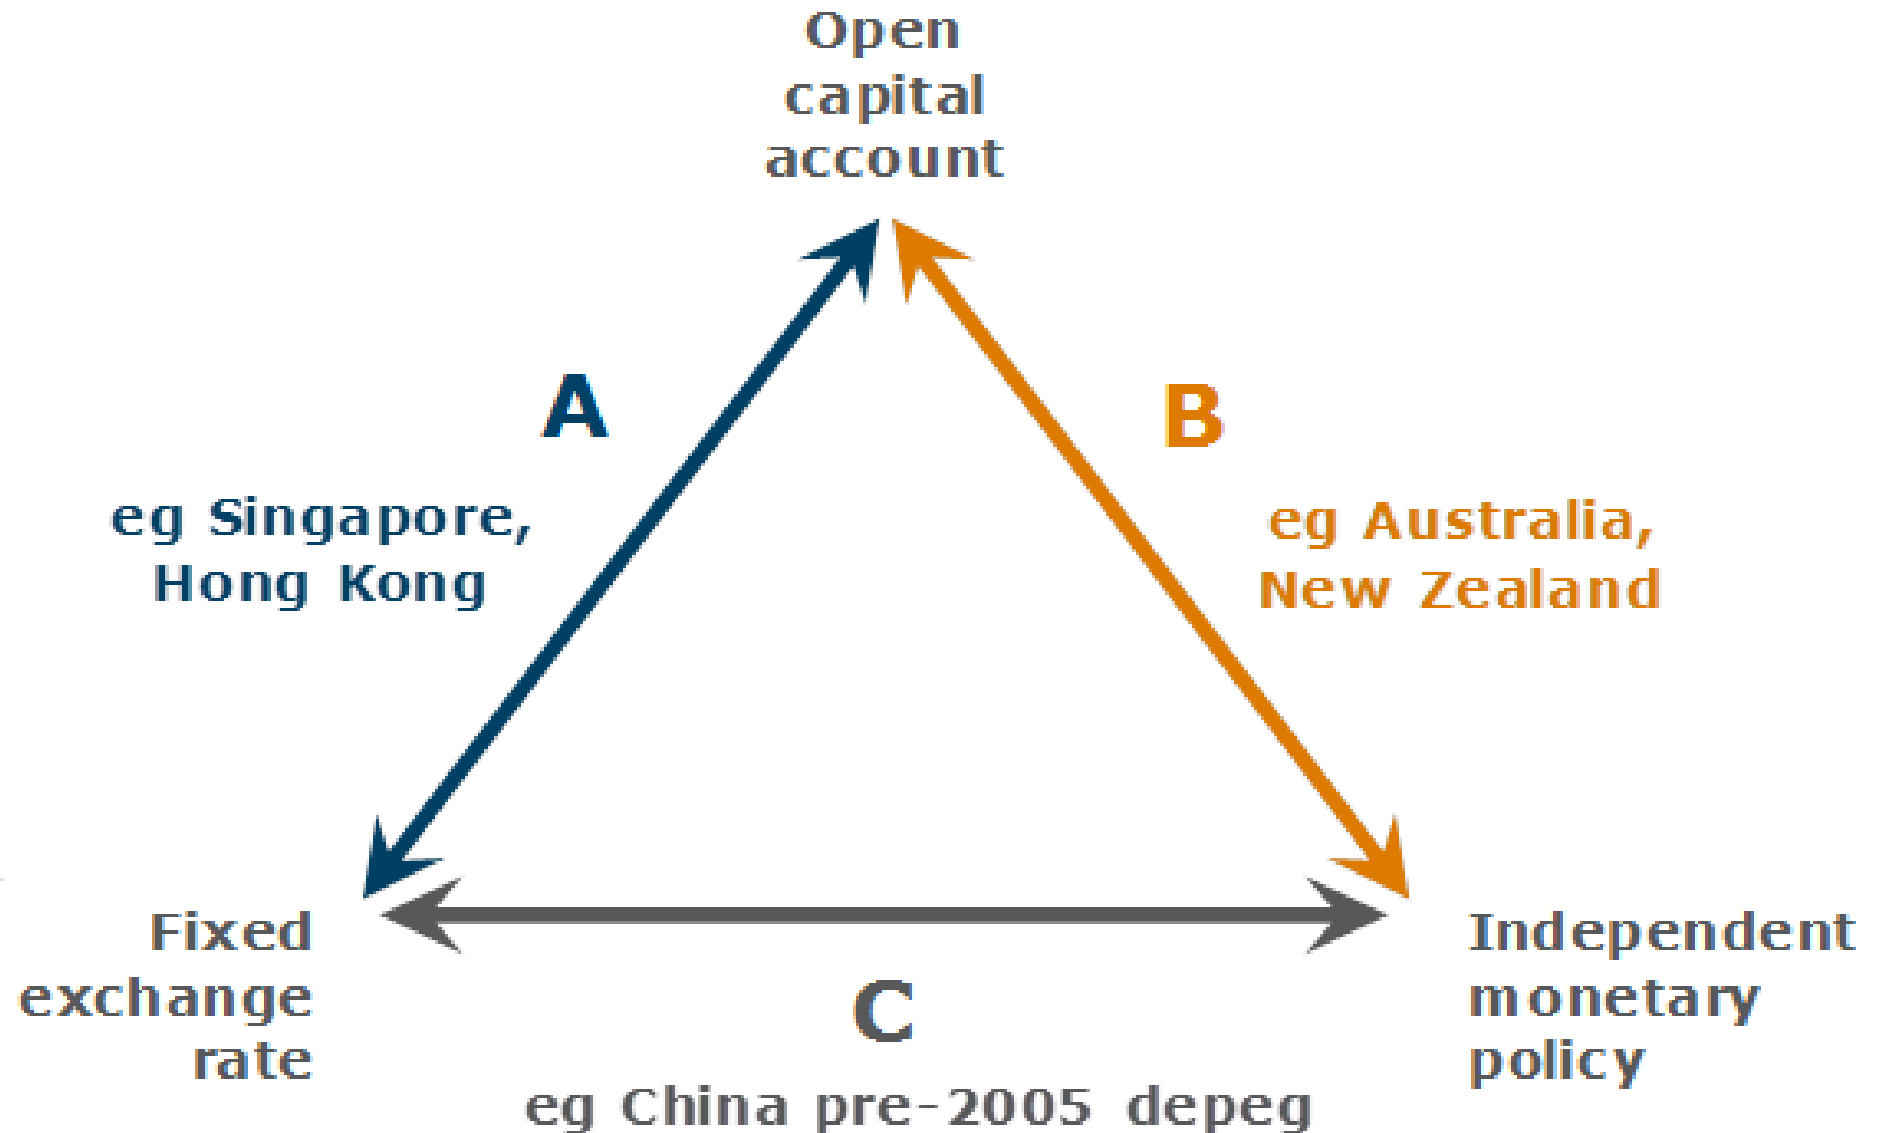 Open
capital
account
A
eg Singapore,
Hong Kong
B
eg Australia,
New Zealand
Fixed
exchange
rate
C
eg China pre-2005 depeg
Independent
monetary
policy